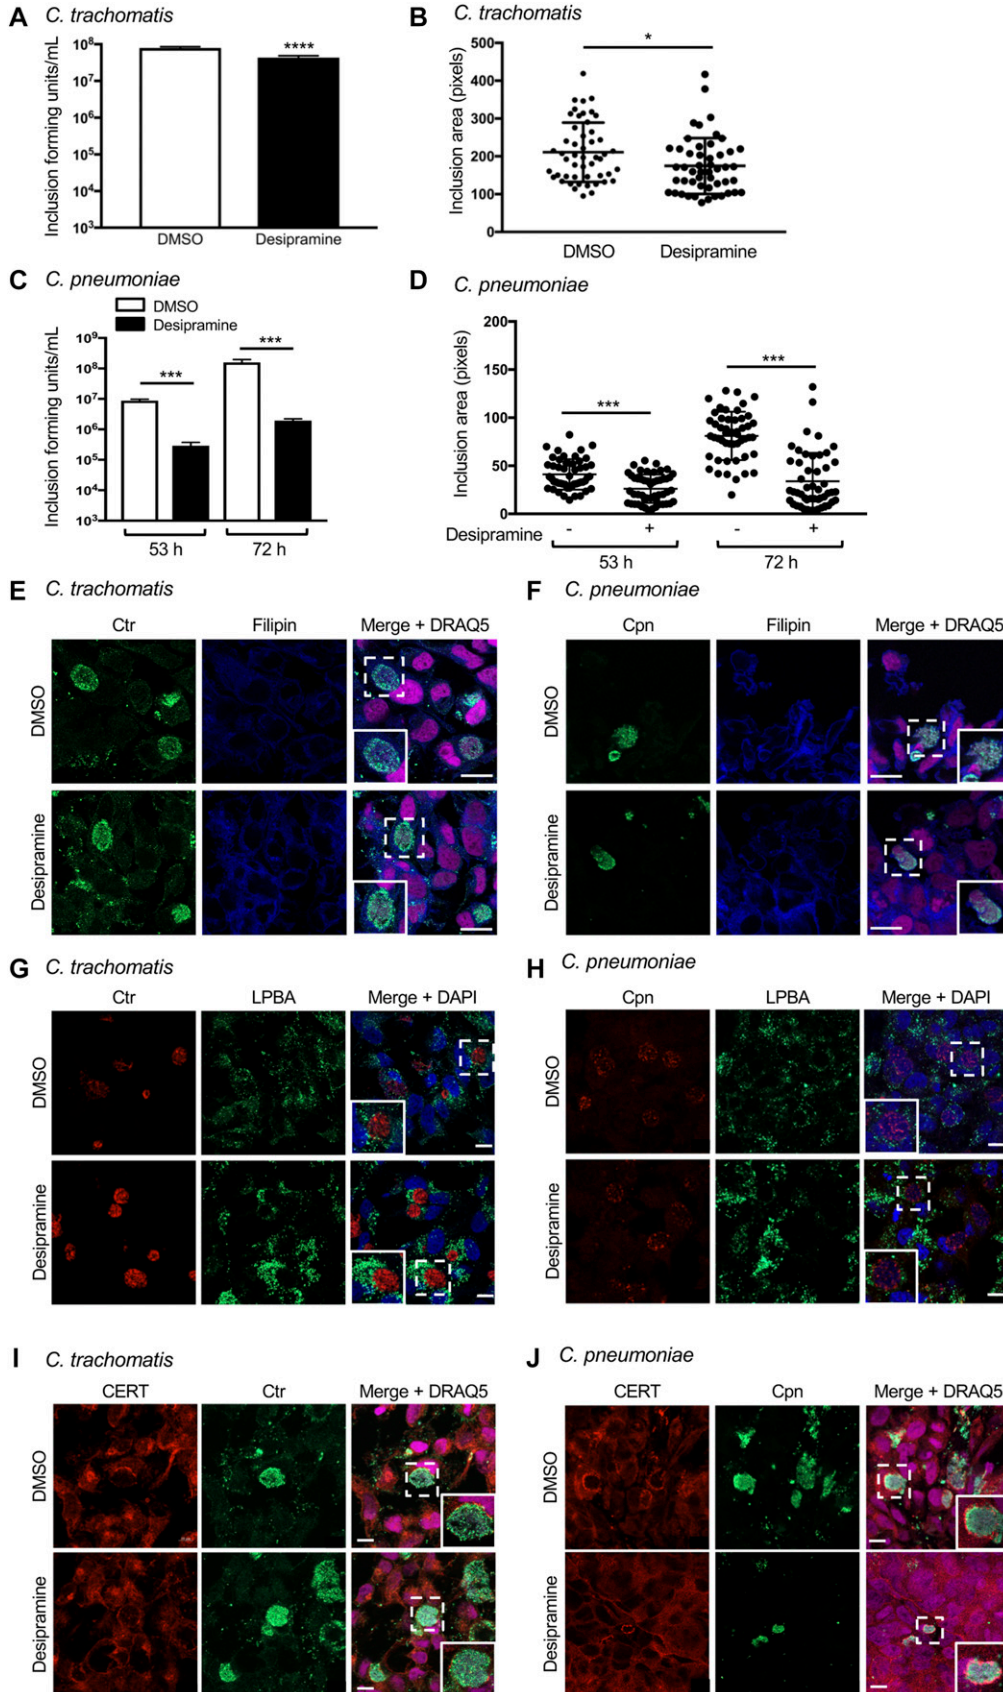 A C. trachomatis
Inclusion forming units/mL
10⁸
10⁷
10⁶
10⁵
10⁴
10³
****
DMSO Desipramine
B C. trachomatis
Inclusion area (pixels)
500
400
300
200
100
0
*
DMSO Desipramine
C C. pneumoniae
DMSO
Desipramine
Inclusion forming units/mL
10⁹
10⁸
10⁷
10⁶
10⁵
10⁴
10³
*** ***
53 h 72 h
D C. pneumoniae
Inclusion area (pixels)
200
150
100
50
0
*** ***
Desipramine - + - +
53 h 72 h
E C. trachomatis
Ctr Filipin Merge + DRAQ5
DMSO
Desipramine
F C. pneumoniae
Cpn Filipin Merge + DRAQ5
DMSO
Desipramine
G C. trachomatis
Ctr LPBA Merge + DAPI
DMSO
Desipramine
H C. pneumoniae
Cpn LPBA Merge + DAPI
DMSO
Desipramine
I C. trachomatis
CERT Ctr Merge + DRAQ5
DMSO
Desipramine
J C. pneumoniae
CERT Cpn Merge + DRAQ5
DMSO
Desipramine